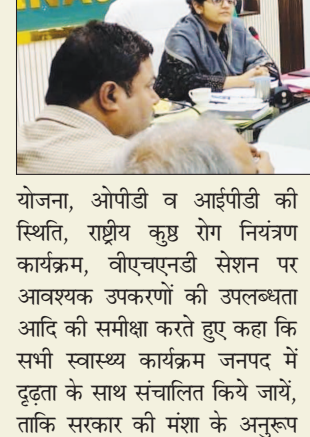 योजना, ओपीडी व आईपीडी की
स्थिति, राष्ट्रीय कुष्ठ रोग नियंत्रण
कार्यक्रम, वीएचएनडी सेशन पर
आवश्यक उपकरणों की उपलब्धता
आदि की समीक्षा करते हुए कहा कि
सभी स्वास्थ्य कार्यक्रम जनपद में
दृढ़ता के साथ संचालित किये जायें,
ताकि सरकार की मंशा के अनुरूप